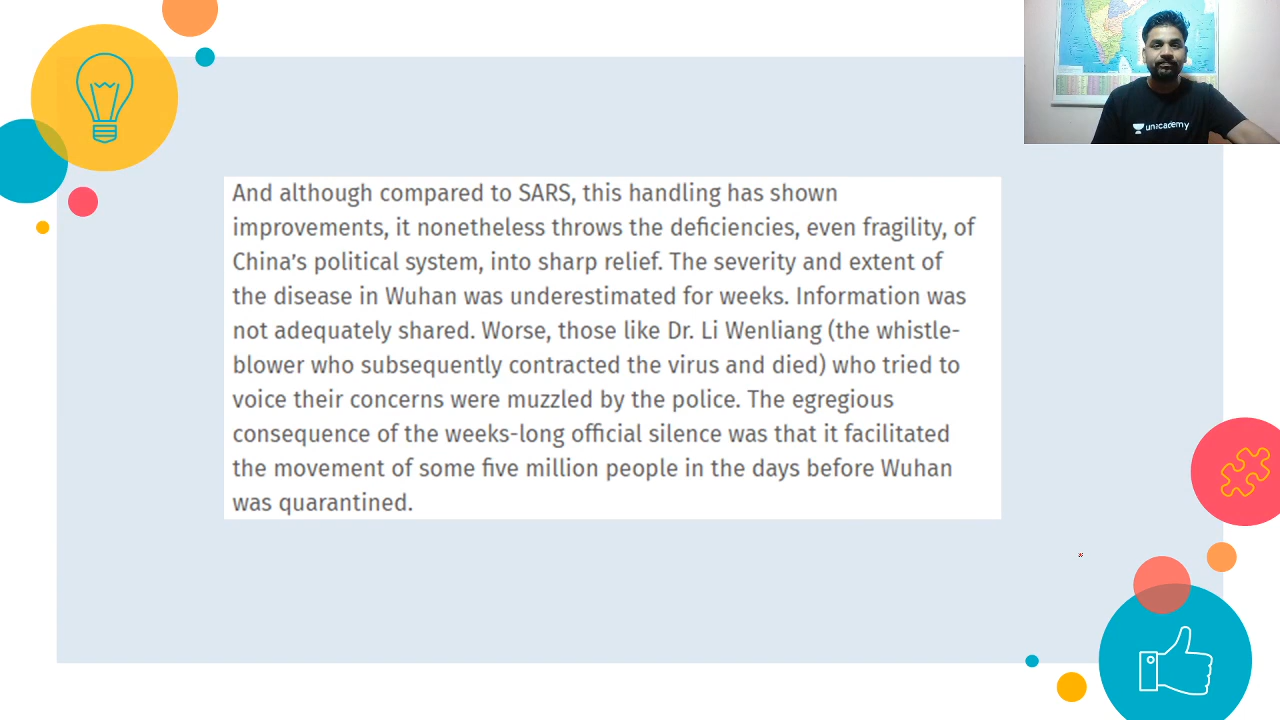 unacademy
And although compared to SARS, this handling has shown
improvements, it nonetheless throws the deficiencies, even fragility, of
China's political system, into sharp relief. The severity and extent of
the disease in Wuhan was underestimated for weeks. Information was
not adequately shared. Worse, those like Dr. Li Wenliang (the whistle-
blower who subsequently contracted the virus and died) who tried to
voice their concerns were muzzled by the police. The egregious
consequence of the weeks-long official silence was that it facilitated
the movement of some five million people in the days before Wuhan
was quarantined.